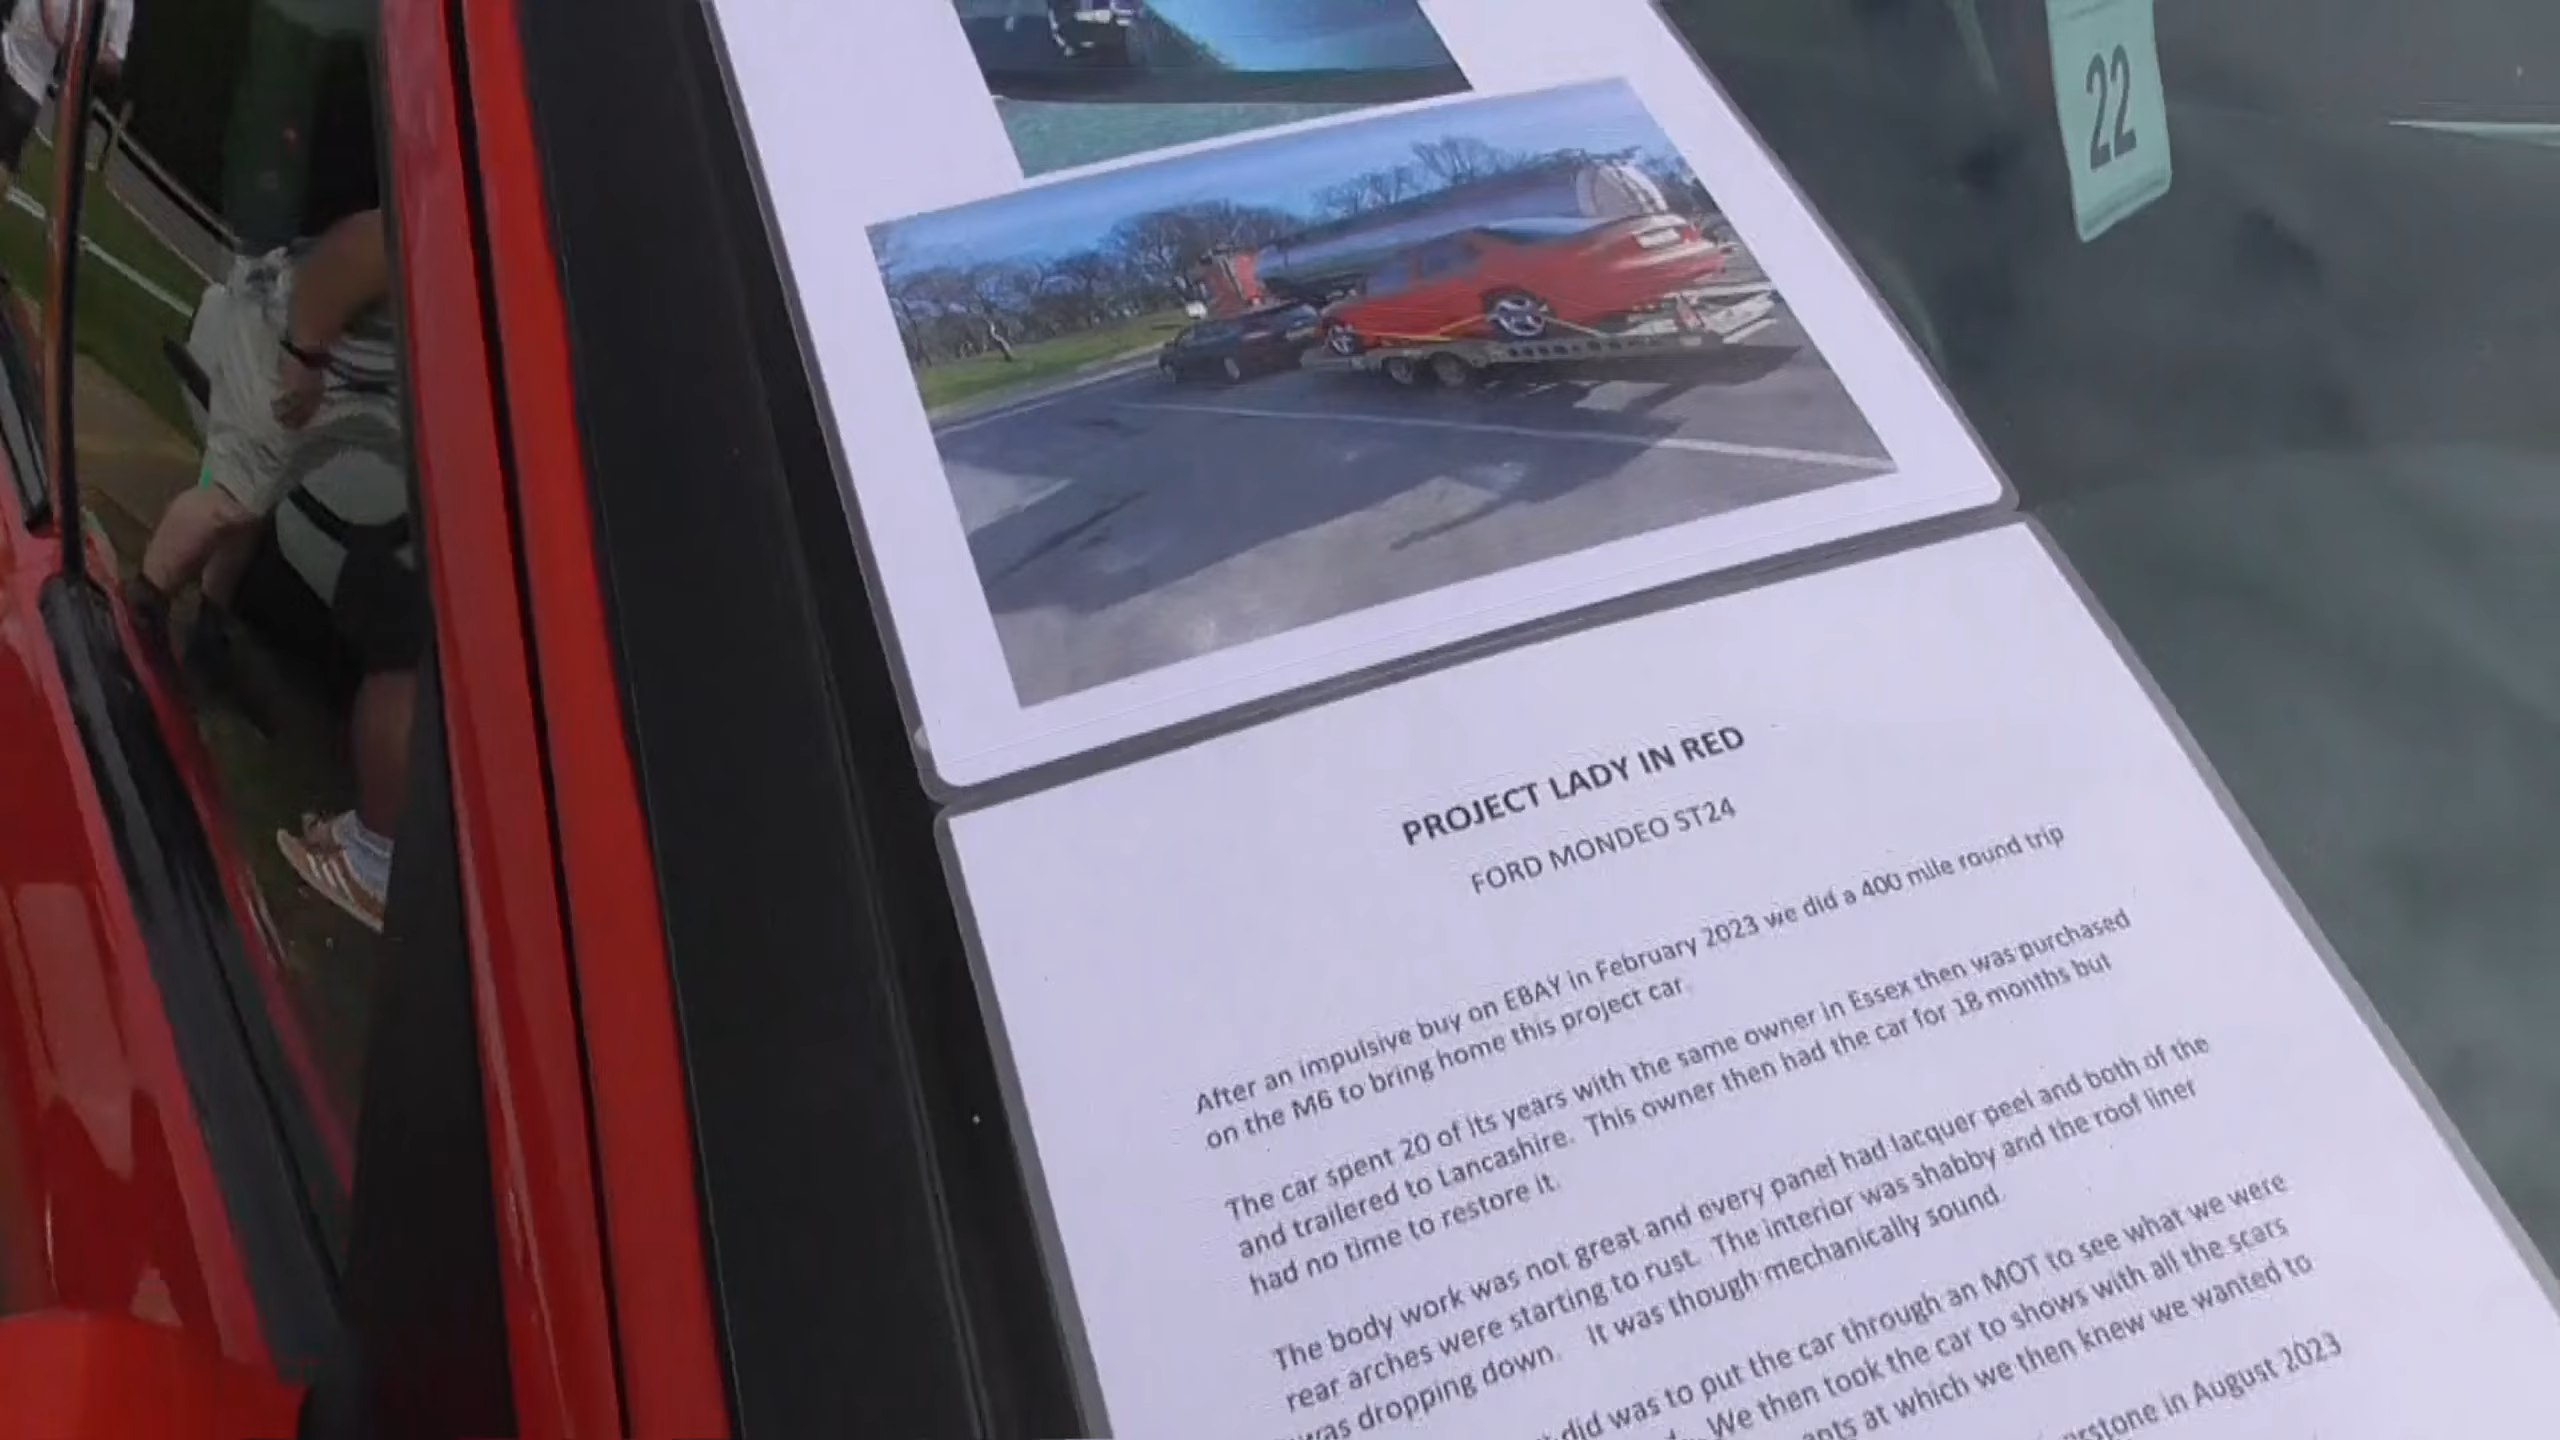 22
PROJECT LADY IN RED
FORD MONDEO ST24
After an impulsive buy on EBAY in February 2023 we did a 400 mile round trip
on the M6 to bring home this project car.
The car spent 20 of its years with the same owner in Essex then was purchased
and trailered to Lancashire. This owner then had the car for 18 months but
had no time to restore it.
The body work was not great and every panel had lacquer peel and both of the
rear arches were starting to rust. The interior was shabby and the roof liner
was dropping down. It was though mechanically sound.
did was to put the car through an MOT to see what we were
We then took the car to shows with all the scars
at which we then knew we wanted to
in August 2023